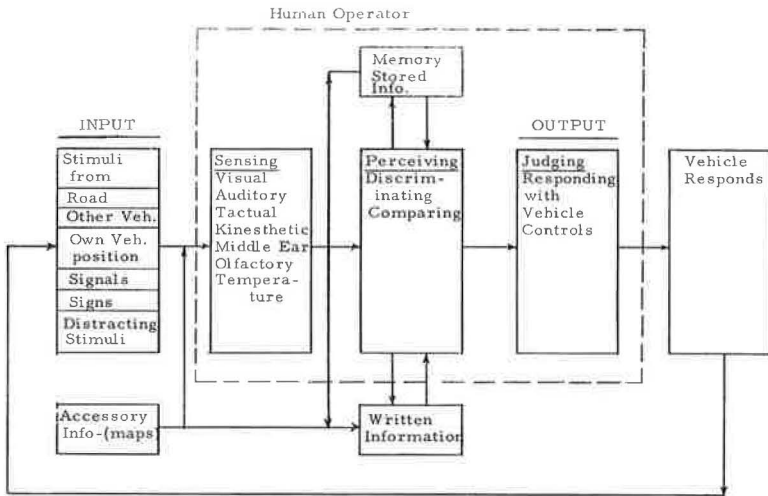 Human Operator
Memory
Stored
Info.
INPUT
OUTPUT
Stimuli
from
Road
Other Veh.
Own Veh.
position
Signals
Signs
Distracting
Stimuli
Sensing
Visual
Auditory
Tactual
Kinesthetic
Middle Ear
Olfactory
Tempera-
ture
Perceiving
Discrim-
inating
Comparing
Judging
Responding
with
Vehicle
Controls
Vehicle
Responds
Accessory
Info-(maps)
Written
Information